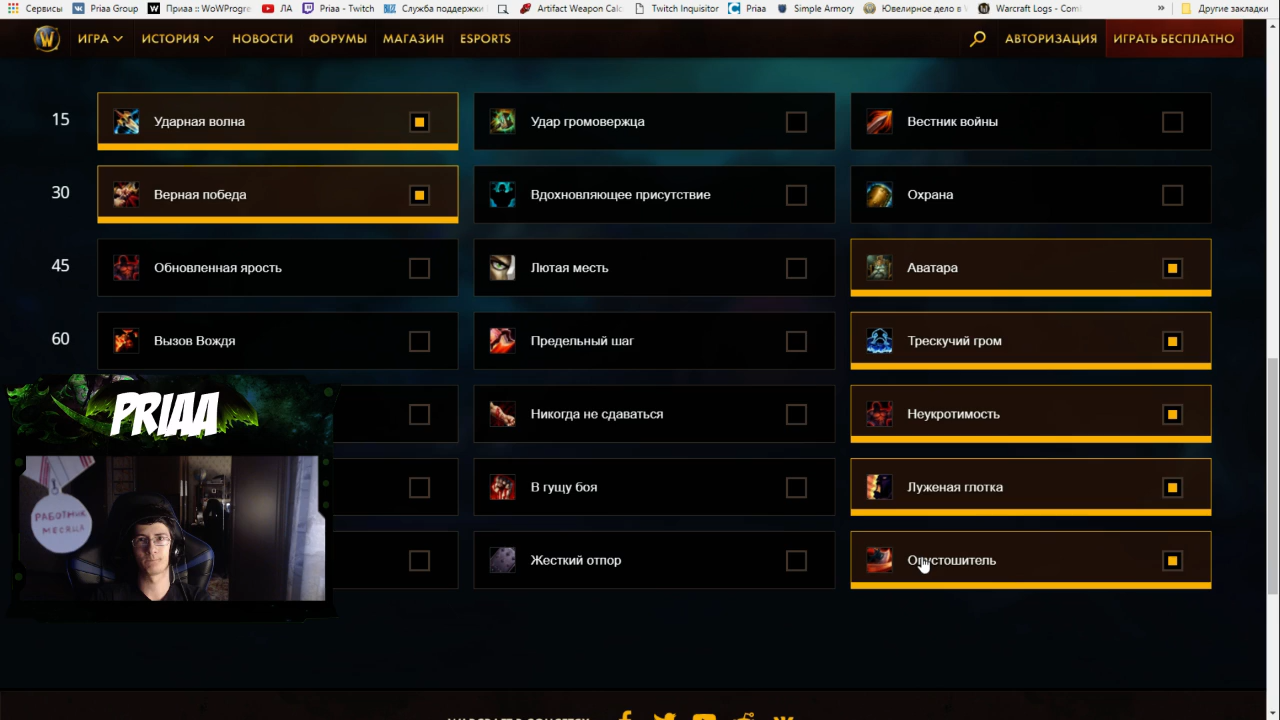 Сервисы Priaa Group Приаа :: WoWProgre ЛА Priaa - Twitch Служба поддержки Artifact Weapon Calc Twitch Inquisitor Priaa Simple Armory Ювелирное дело в Warcraft Logs - Com » Другие закладки
ИГРА ИСТОРИЯ НОВОСТИ ФОРУМЫ МАГАЗИН ESPORTS АВТОРИЗАЦИЯ ИГРАТЬ БЕСПЛАТНО
15 Ударная волна Удар громовержца Вестник войны
30 Верная победа Вдохновляющее присутствие Охрана
45 Обновленная ярость Лютая месть Аватара
60 Вызов Вождя Предельный шаг Трескучий гром
PRIAA
Никогда не сдаваться Неукротимость
В гущу боя Луженая глотка
РАБОТНИК
МЕСЯЦА
Жесткий отпор Опустошитель